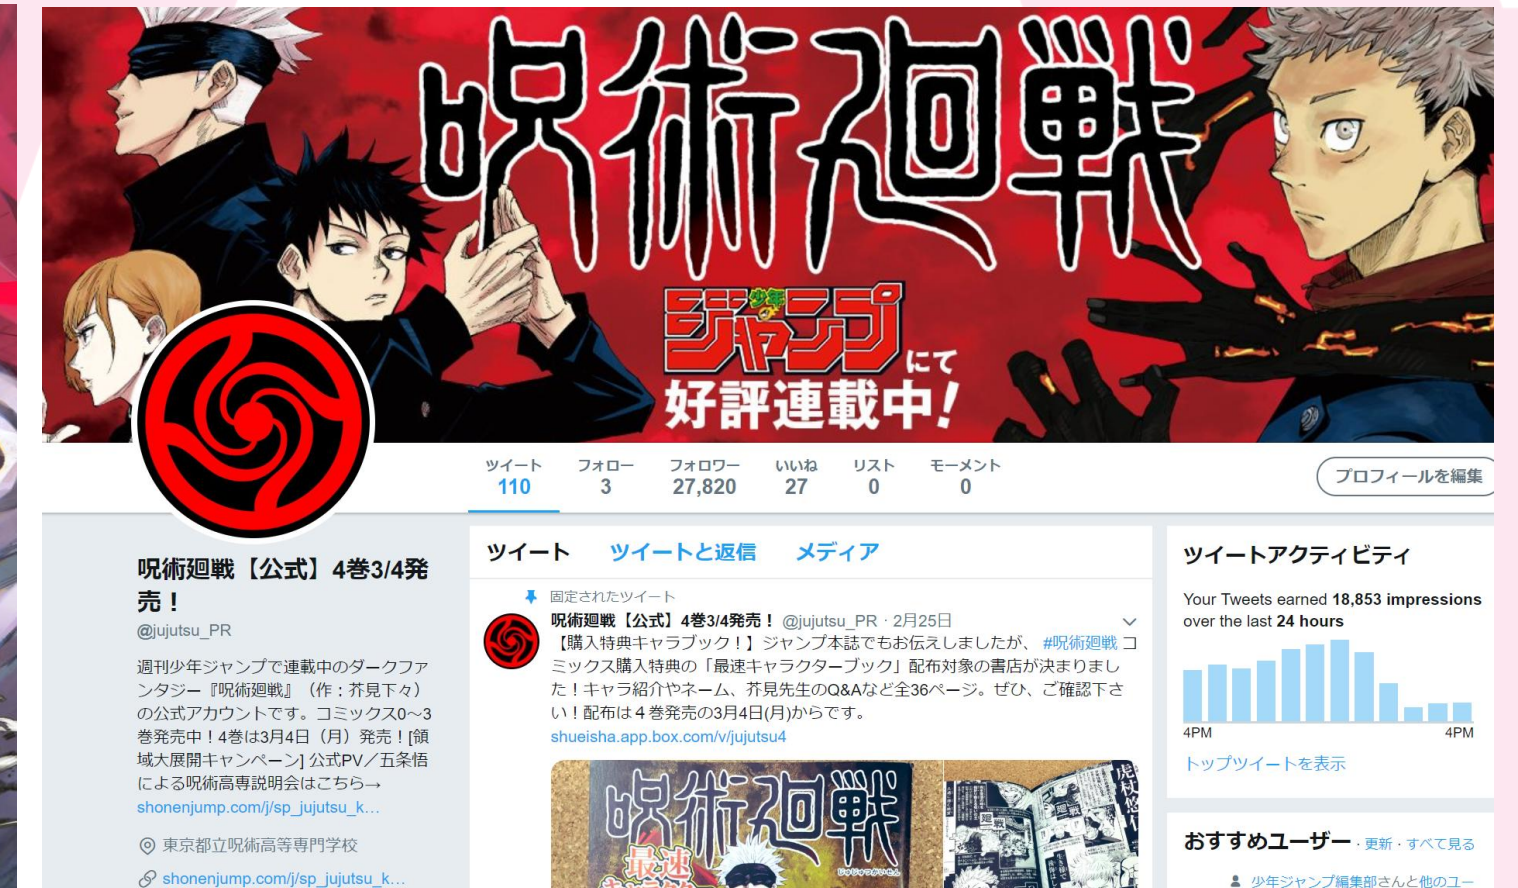 呪術廻戦
少年ジャンプにて
好評連載中!
ツイート フォロー フォロワー いいね リスト モーメント
110 3 27,820 27 0 0
プロフィールを編集
呪術廻戦【公式】4巻3/4発
売！
@jujutsu_PR
週刊少年ジャンプで連載中のダークファ
ンタジー『呪術廻戦』（作：芥見下々）
の公式アカウントです。コミックス0〜3
巻発売中！4巻は3月4日（月）発売！[領
域大展開キャンペーン] 公式PV／五条悟
による呪術高専説明会はこちら→
shonenjump.com/j/sp_jujutsu_k…
東京都立呪術高等専門学校
shonenjump.com/j/sp_jujutsu_k…
ツイート ツイートと返信 メディア
固定されたツイート
呪術廻戦【公式】4巻3/4発売！ @jujutsu_PR · 2月25日
【購入特典キャラブック！】ジャンプ本誌でもお伝えしましたが、 #呪術廻戦 コ
ミックス購入特典の「最速キャラクターブック」配布対象の書店が決まりまし
た！キャラ紹介やネーム、芥見先生のQ&Aなど全36ページ。ぜひ、ご確認下さ
い！配布は４巻発売の3月4日(月)からです。
shueisha.app.box.com/v/jujutsu4
呪術廻戦
じゅじゅつかいせん
最速
虎杖悠仁
ツイートアクティビティ
Your Tweets earned 18,853 impressions
over the last 24 hours
4PM 4PM
トップツイートを表示
おすすめユーザー · 更新 · すべて見る
少年ジャンプ編集部さんと他のユー